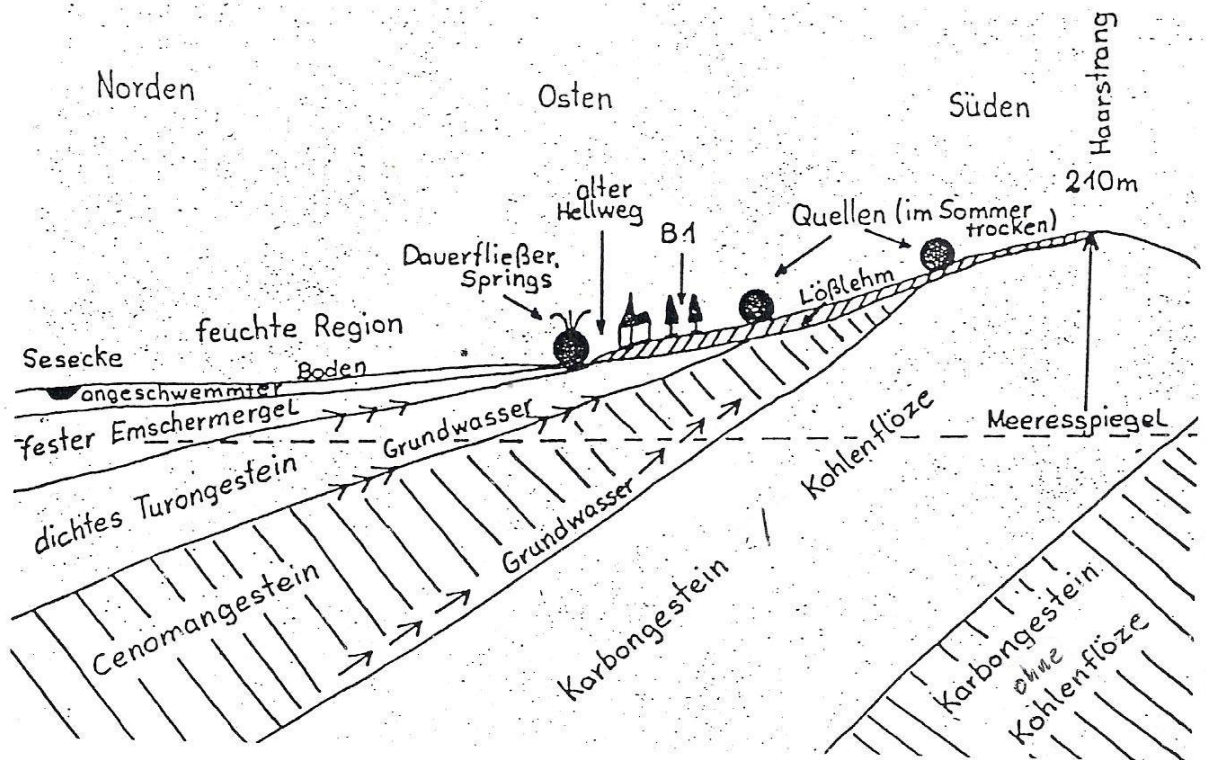 Norden
Osten
Süden
Haarstrang
210m
alter
Hellweg
B1
Quellen (im Sommer
trocken)
Dauerfließer,
Springs
Lößlehm
feuchte Region
Sesecke
Boden
angeschwemmter
fester Emschermergel
Grundwasser
Meeresspiegel
Kohlenflöze
dichtes Turongestein
Grundwasser
Cenomangestein
Karbongestein
Karbongestein
ohne
Kohlenflöze